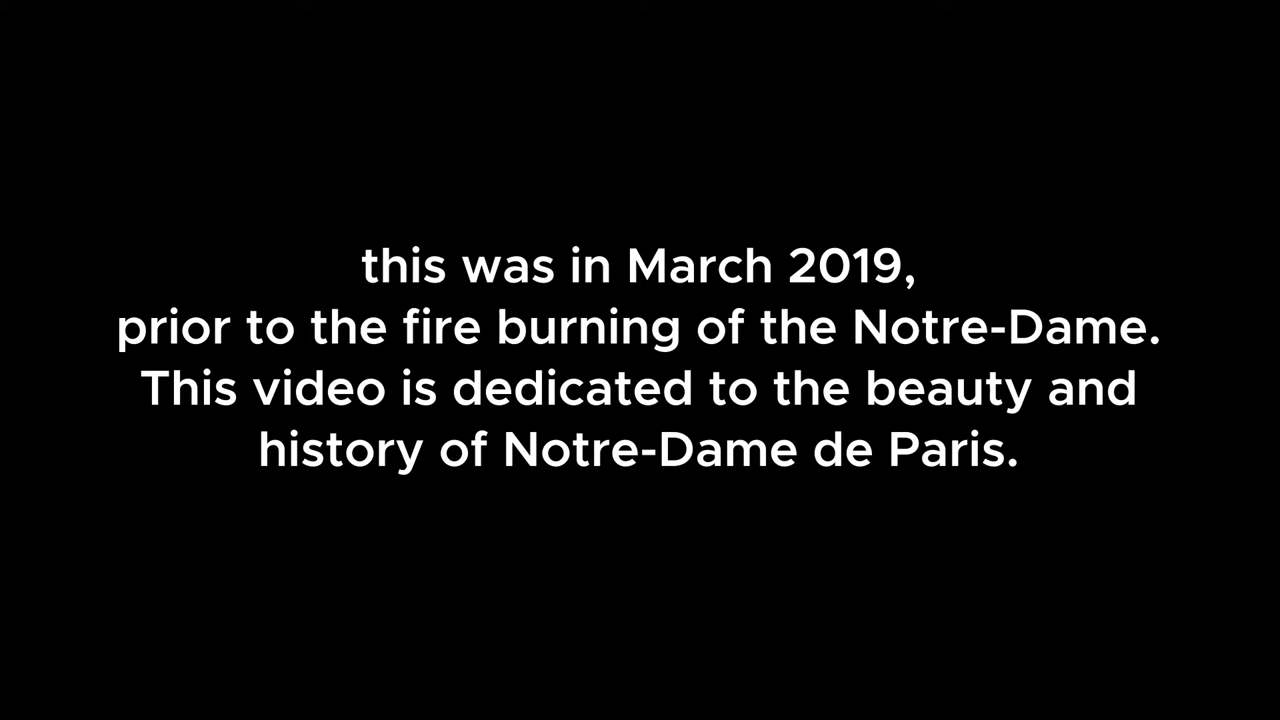 this was in March 2019,
prior to the fire burning of the Notre-Dame.
This video is dedicated to the beauty and
history of Notre-Dame de Paris.